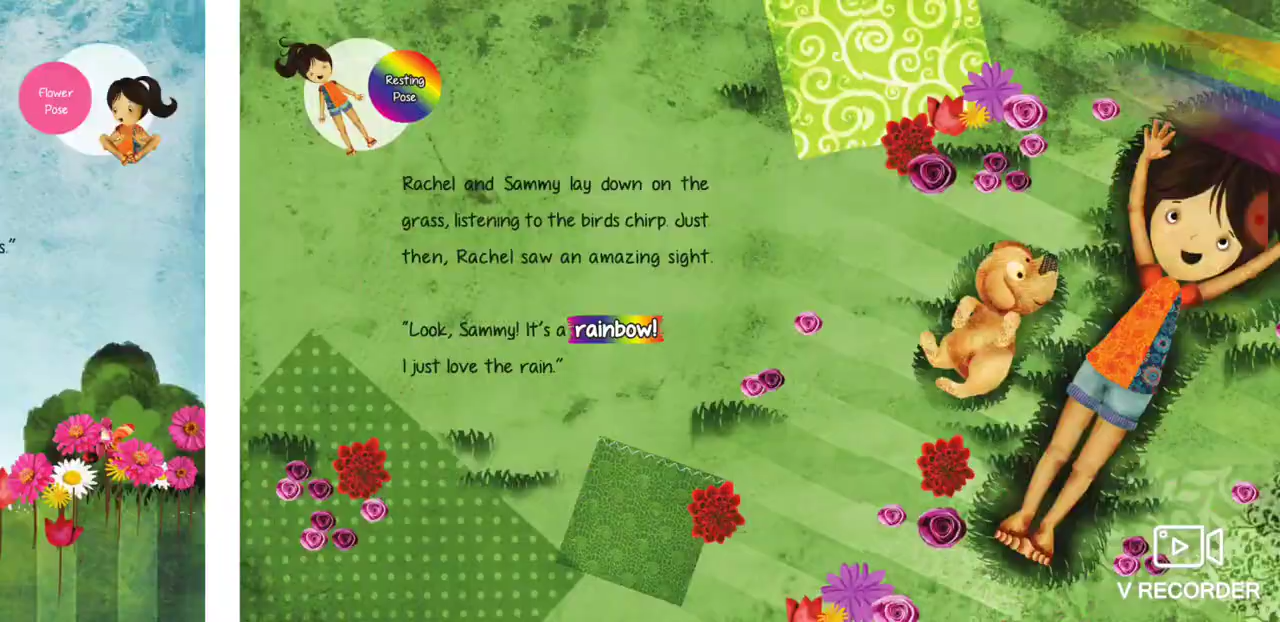 Flower
Pose
s.”
Resting
Pose
Rachel and Sammy lay down on the
grass, listening to the birds chirp. Just
then, Rachel saw an amazing sight.
“Look, Sammy! It’s a rainbow!
I just love the rain.”
V RECORDER